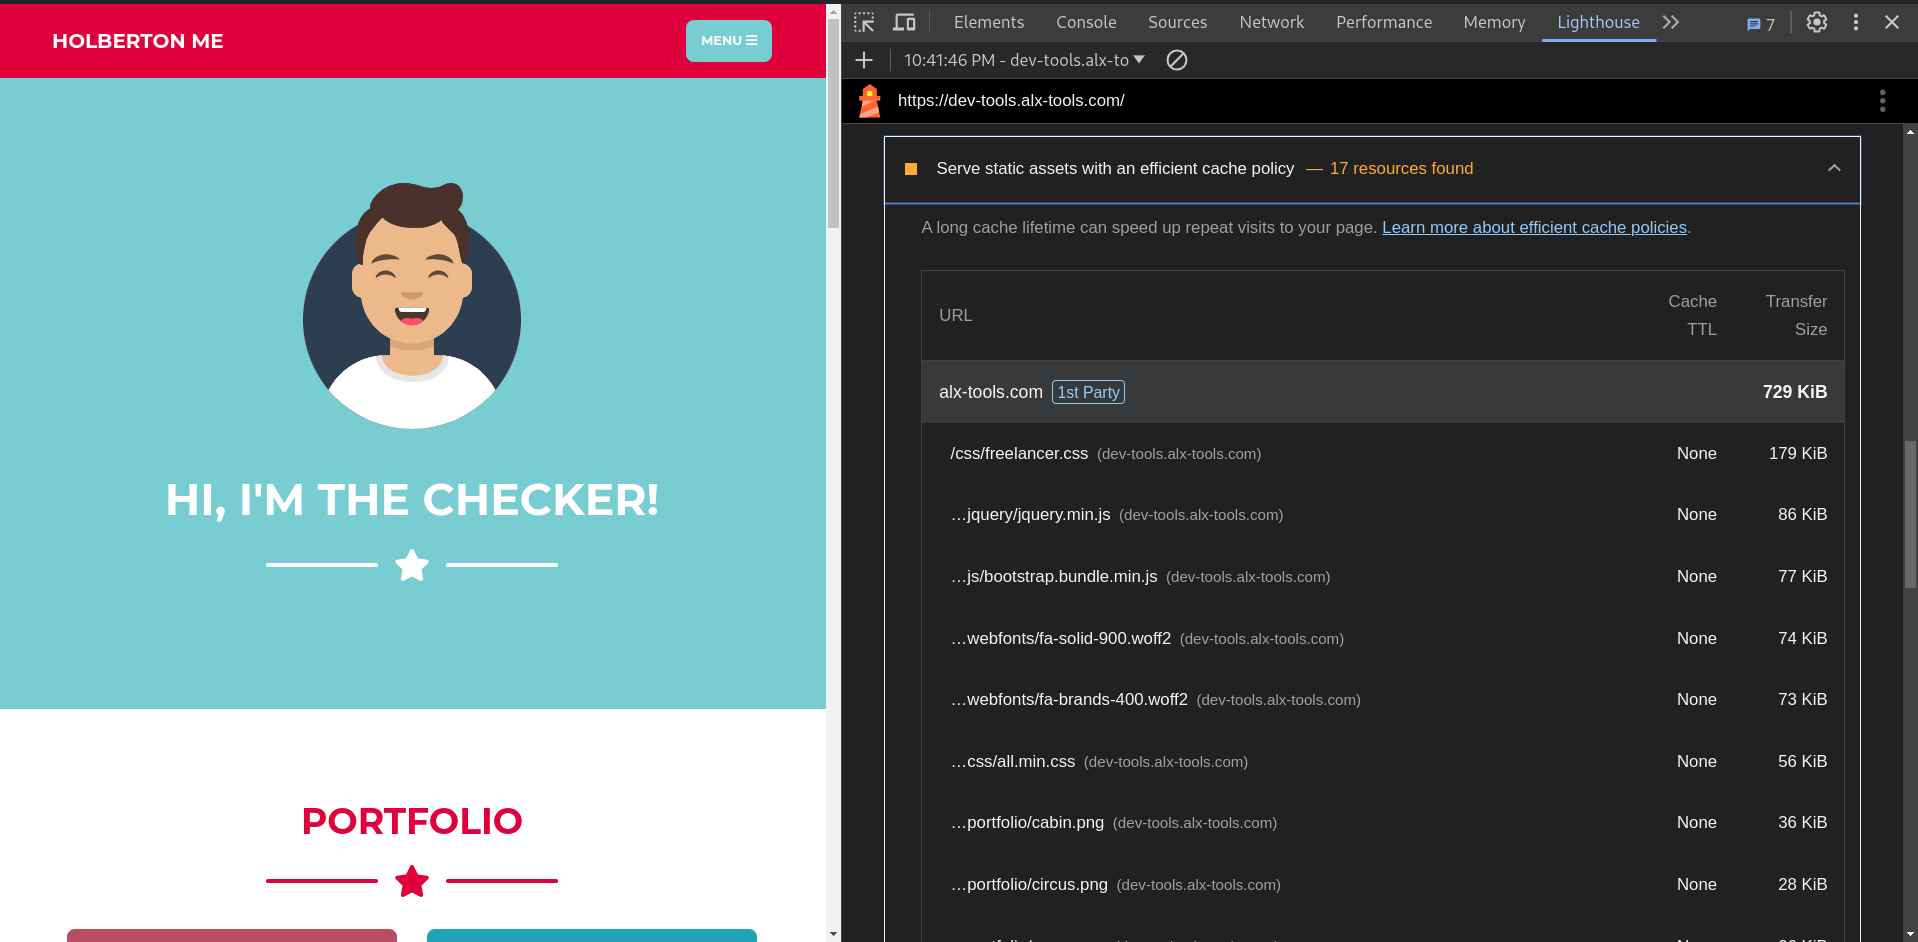 HOLBERTON ME
MENU
HI, I'M THE CHECKER!
PORTFOLIO
Elements Console Sources Network Performance Memory Lighthouse 7
10:41:46 PM - dev-tools.alx-to
https://dev-tools.alx-tools.com/
Serve static assets with an efficient cache policy — 17 resources found
A long cache lifetime can speed up repeat visits to your page. Learn more about efficient cache policies.
URL Cache TTL Transfer Size
alx-tools.com 1st Party 729 KiB
/css/freelancer.css (dev-tools.alx-tools.com) None 179 KiB
…jquery/jquery.min.js (dev-tools.alx-tools.com) None 86 KiB
…js/bootstrap.bundle.min.js (dev-tools.alx-tools.com) None 77 KiB
…webfonts/fa-solid-900.woff2 (dev-tools.alx-tools.com) None 74 KiB
…webfonts/fa-brands-400.woff2 (dev-tools.alx-tools.com) None 73 KiB
…css/all.min.css (dev-tools.alx-tools.com) None 56 KiB
…portfolio/cabin.png (dev-tools.alx-tools.com) None 36 KiB
…portfolio/circus.png (dev-tools.alx-tools.com) None 28 KiB